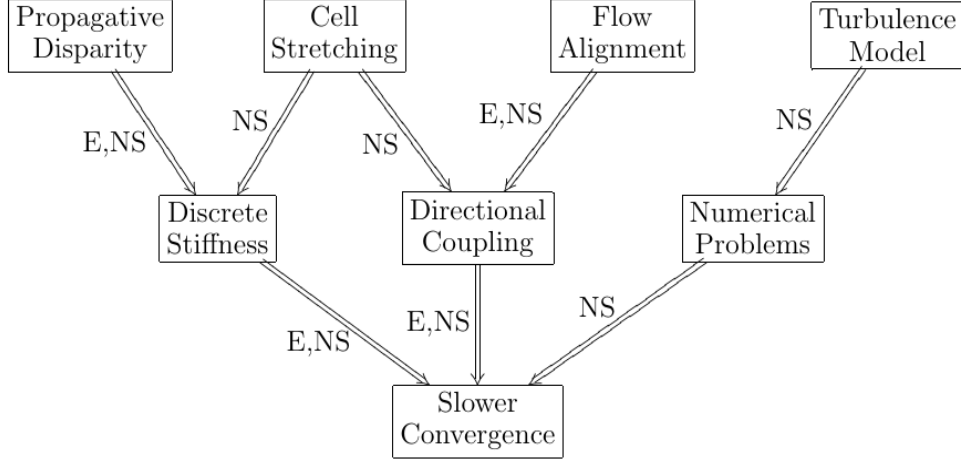 Propagative
Disparity
Cell
Stretching
Flow
Alignment
Turbulence
Model
E,NS
NS
NS
E,NS
NS
Discrete
Stiffness
Directional
Coupling
Numerical
Problems
E,NS
E,NS
NS
Slower
Convergence